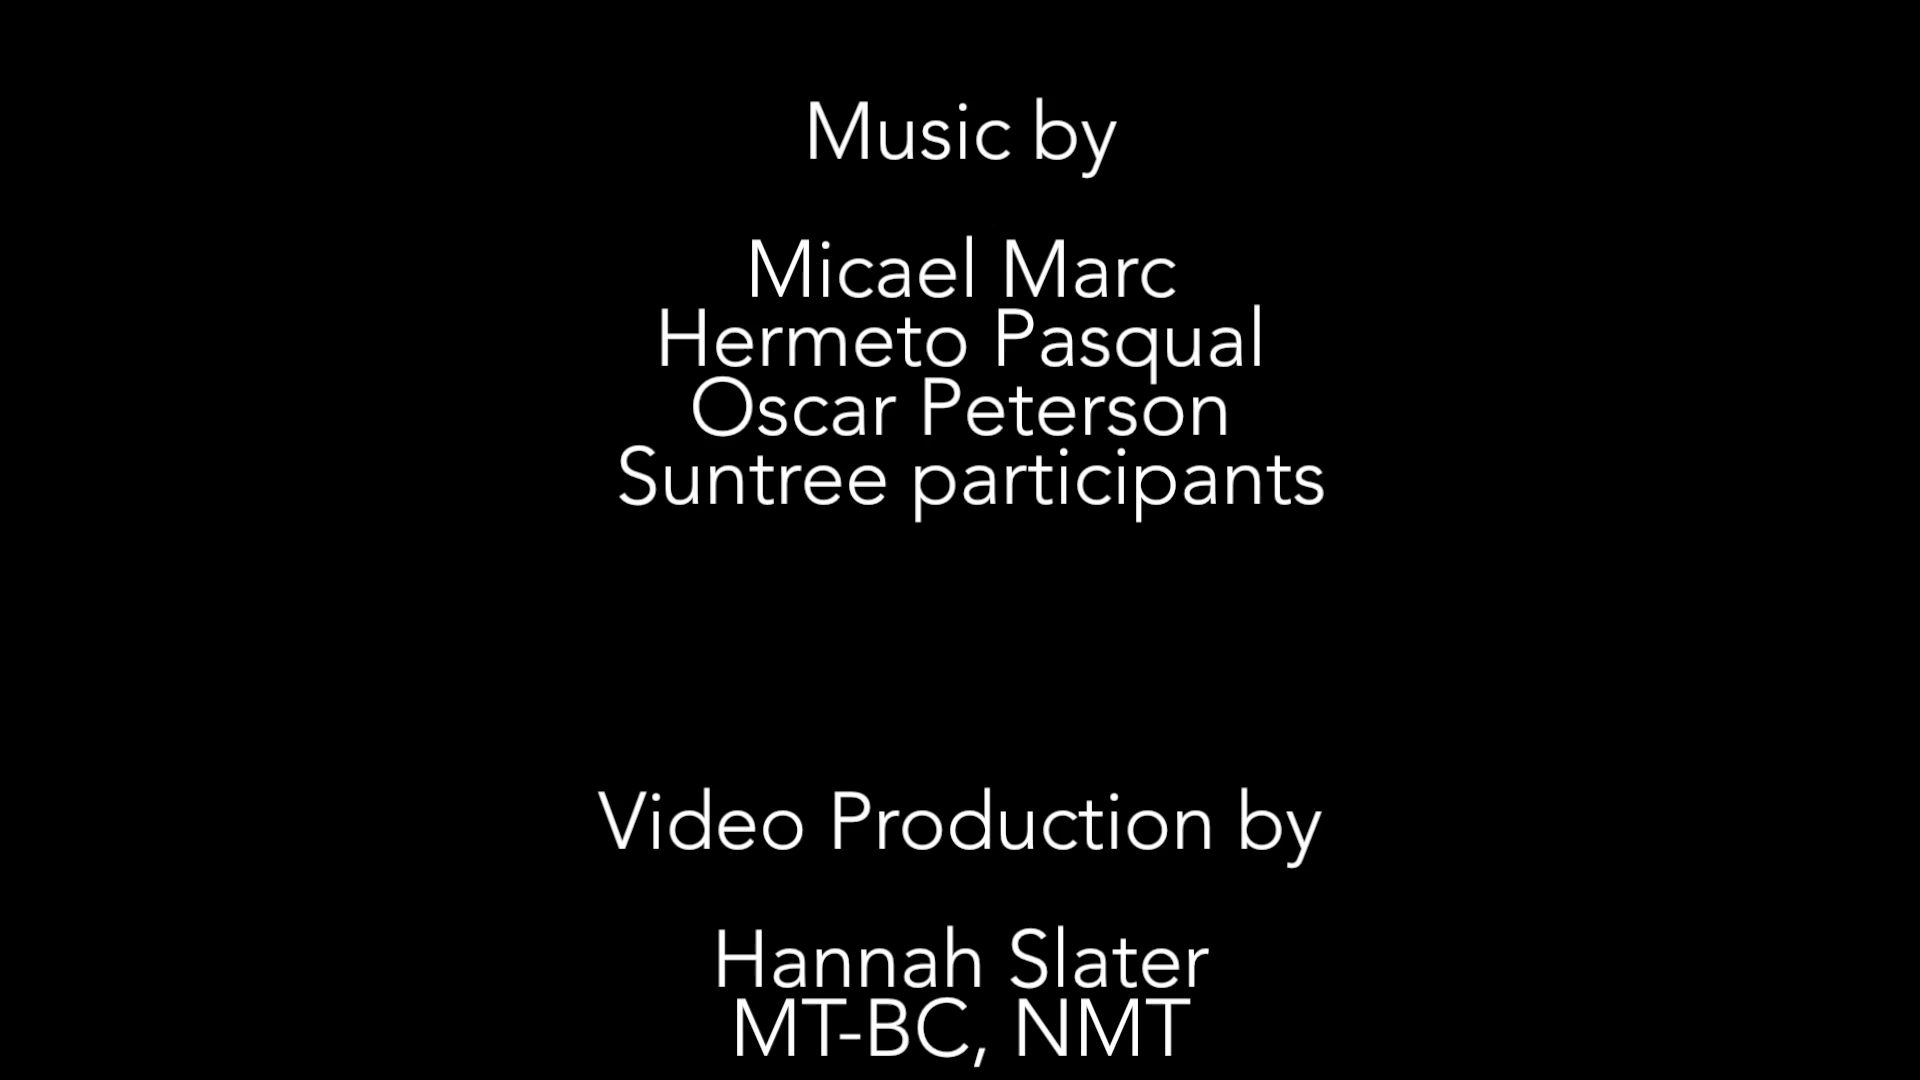 Music by
Micael Marc
Hermeto Pasqual
Oscar Peterson
Suntree participants
Video Production by
Hannah Slater
MT-BC, NMT